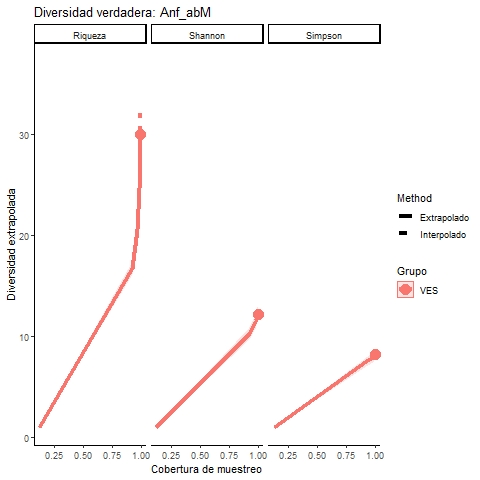 Diversidad verdadera: Anf_abM
Riqueza Shannon Simpson
30
20
10
0
Diversidad extrapolada
0.25 0.50 0.75 1.00 0.25 0.50 0.75 1.00 0.25 0.50 0.75 1.00
Cobertura de muestreo
Method
Extrapolado
Interpolado
Grupo
VES